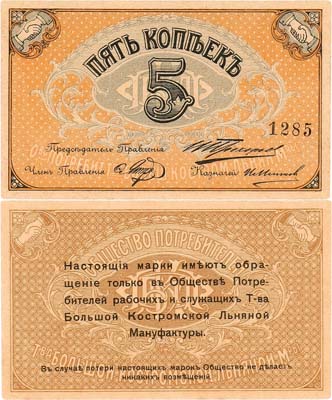 ПЯТЬ КОПѢЕКЪ
5
1285
Предсѣдатель Правленія
Членъ Правленія
Казначей
Настоящія марки имѣютъ обра-
щеніе только въ Обществѣ Потре-
бителей рабочихъ и служащихъ Т-ва
Большой Костромской Льняной
Мануфактуры.
Въ случаѣ потери настоящихъ марокъ Общество не дѣлаетъ
никакихъ возмѣщеній.